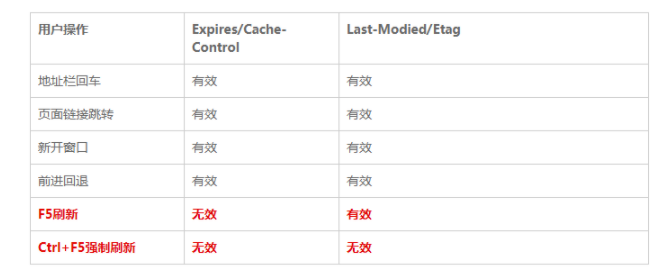 用户操作 Expires/Cache- Last-Modied/Etag
Control
地址栏回车 有效 有效
页面链接跳转 有效 有效
新开窗口 有效 有效
前进回退 有效 有效
F5刷新 无效 有效
Ctrl+F5强制刷新 无效 无效